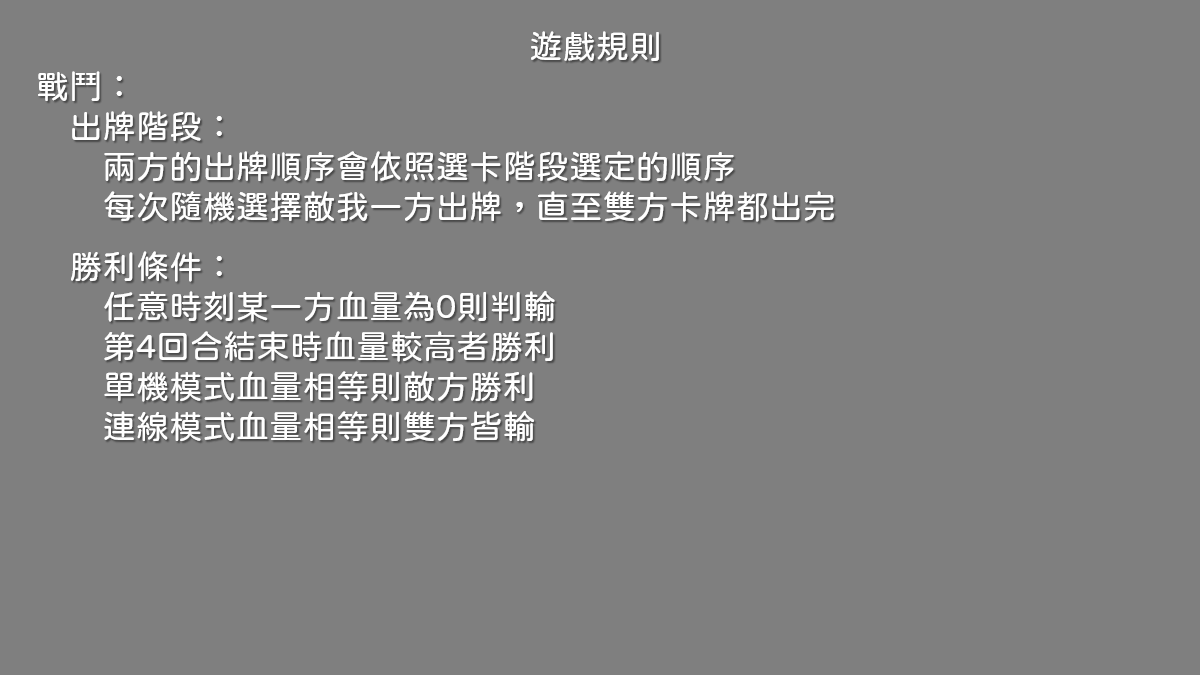 遊戲規則
戰鬥：
出牌階段：
兩方的出牌順序會依照選卡階段選定的順序
每次隨機選擇敵我一方出牌，直至雙方卡牌都出完
勝利條件：
任意時刻某一方血量為0則判輸
第4回合結束時血量較高者勝利
單機模式血量相等則敵方勝利
連線模式血量相等則雙方皆輸